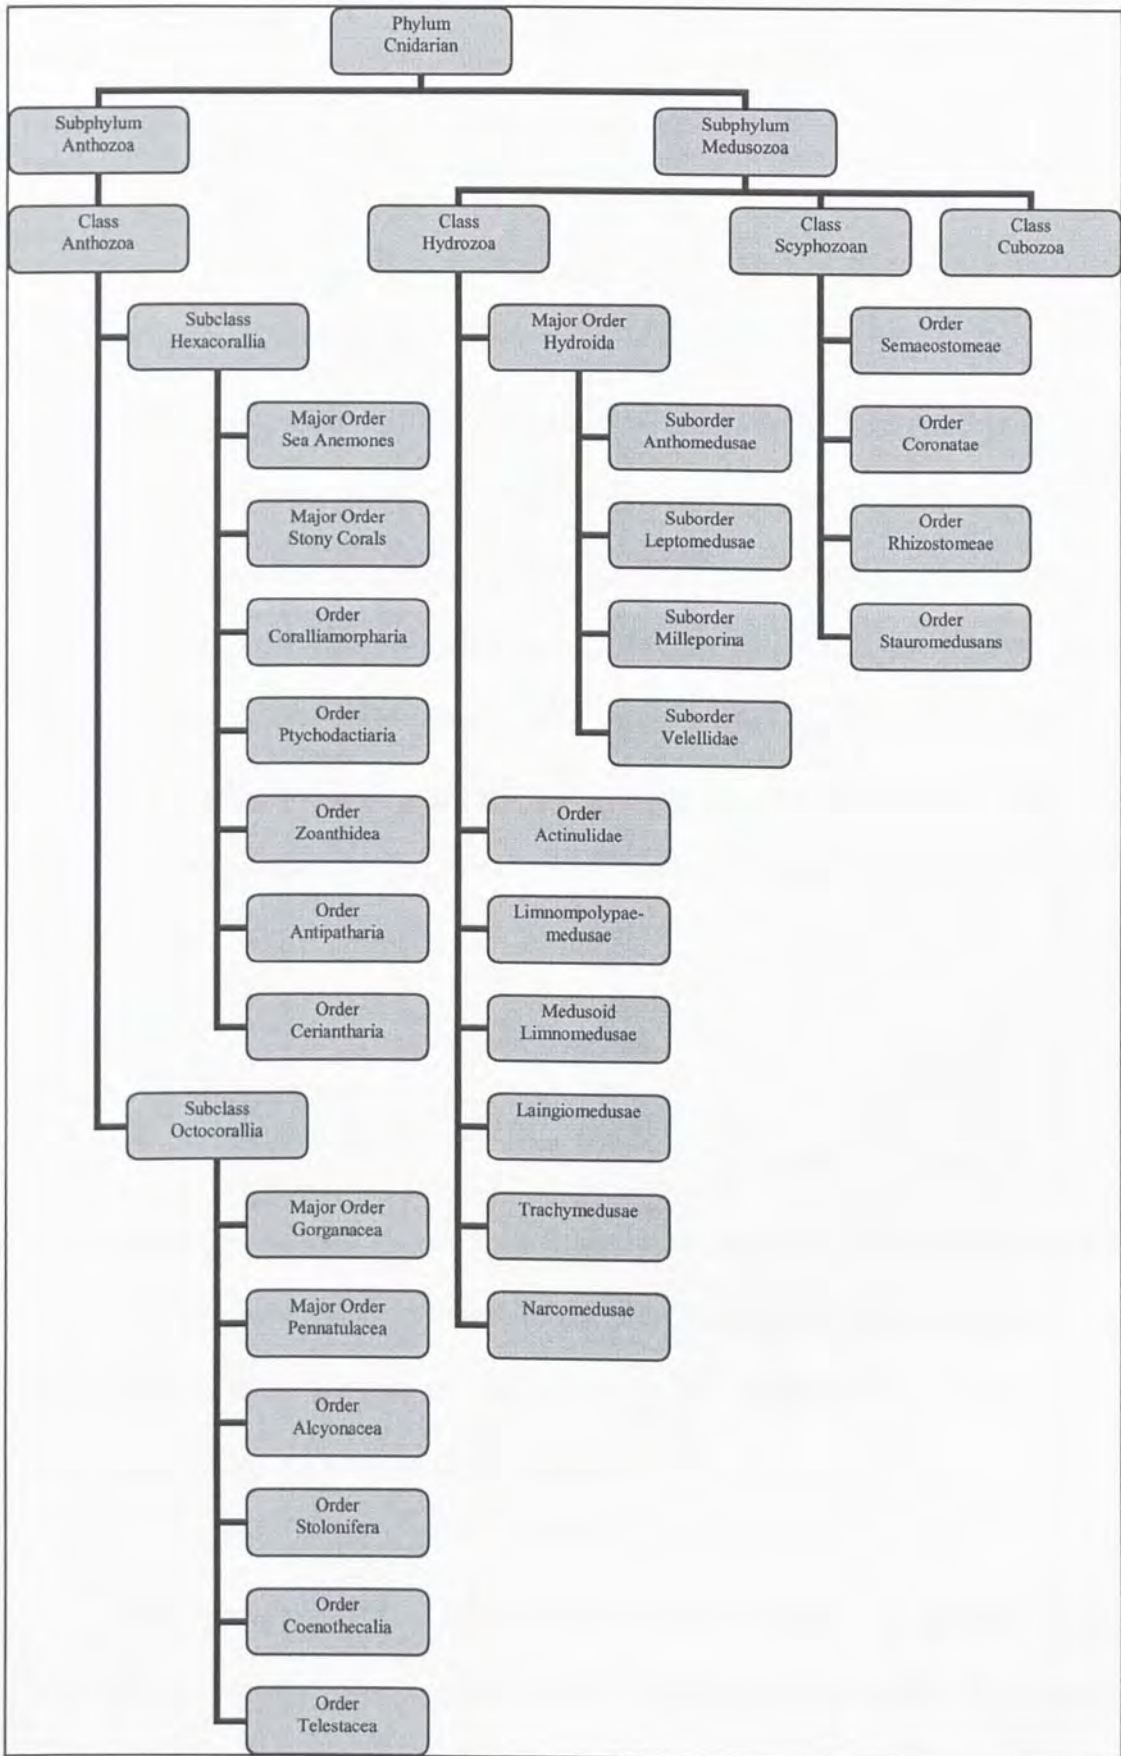 Phylum
Cnidarian
Subphylum
Anthozoa
Subphylum
Medusozoa
Class
Anthozoa
Class
Hydrozoa
Class
Scyphozoan
Class
Cubozoa
Subclass
Hexacorallia
Major Order
Sea Anemones
Major Order
Stony Corals
Order
Coralliamorpharia
Order
Ptychodactiaria
Order
Zoanthidea
Order
Antipatharia
Order
Ceriantharia
Subclass
Octocorallia
Major Order
Gorganacea
Major Order
Pennatulacea
Order
Alcyonacea
Order
Stolonifera
Order
Coenothecalia
Order
Telestacea
Major Order
Hydroida
Suborder
Anthomedusae
Suborder
Leptomedusae
Suborder
Milleporina
Suborder
Velellidae
Order
Actinulidae
Limnompolypae-
medusae
Medusoid
Limnomedusae
Laingiomedusae
Trachymedusae
Narcomedusae
Order
Semaeostomeae
Order
Coronatae
Order
Rhizostomeae
Order
Stauromedusans